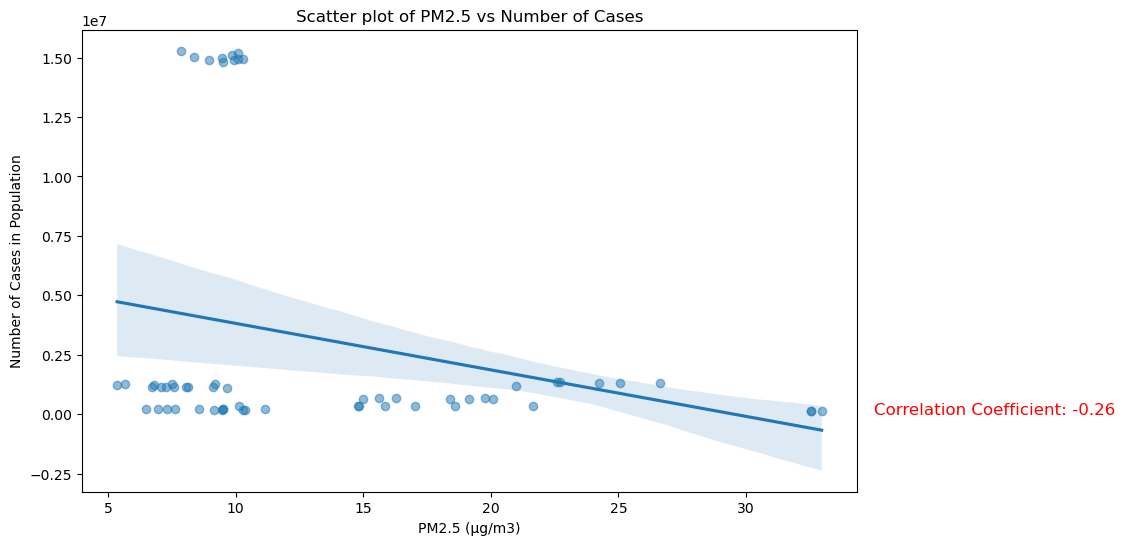 Scatter plot of PM2.5 vs Number of Cases
1e7
1.50
1.25
1.00
0.75
0.50
0.25
0.00
−0.25
Number of Cases in Population
Correlation Coefficient: -0.26
5 10 15 20 25 30
PM2.5 (µg/m3)